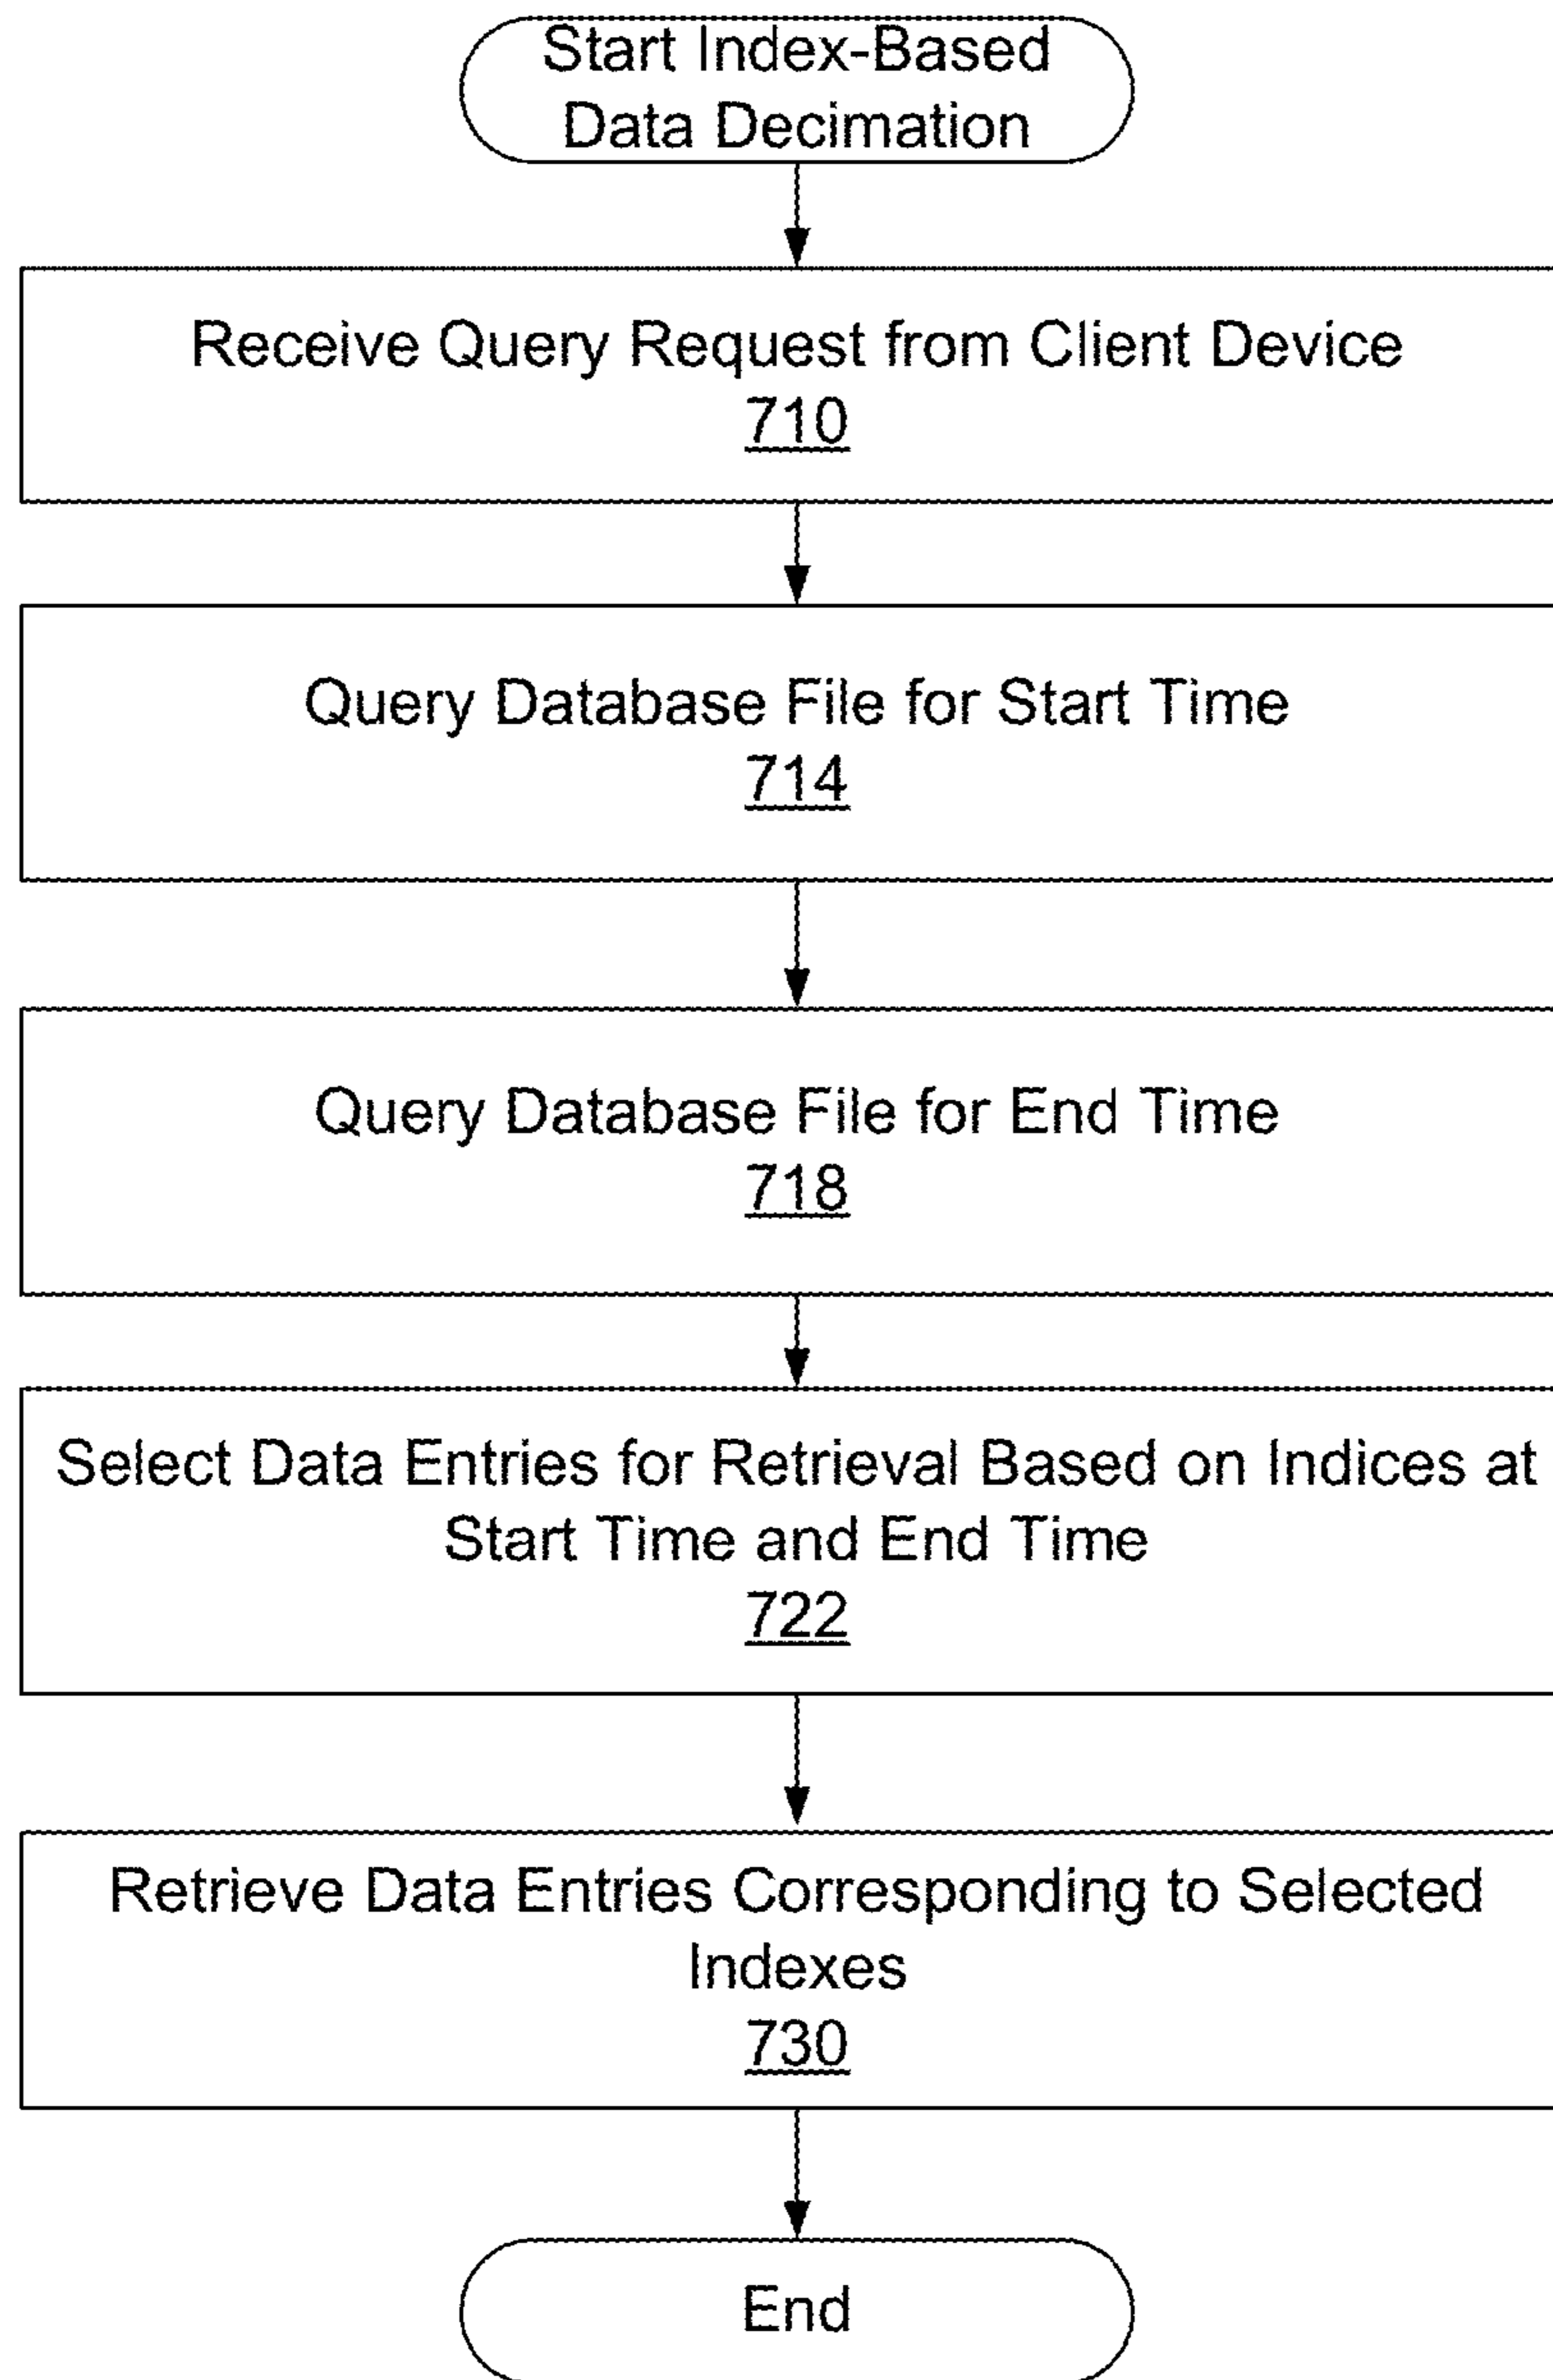 Start Index-Based
Data Decimation
Receive Query Request from Client Device
710
Query Database File for Start Time
714
Query Database File for End Time
718
Select Data Entries for Retrieval Based on Indices at
Start Time and End Time
722
Retrieve Data Entries Corresponding to Selected
Indexes
730
End